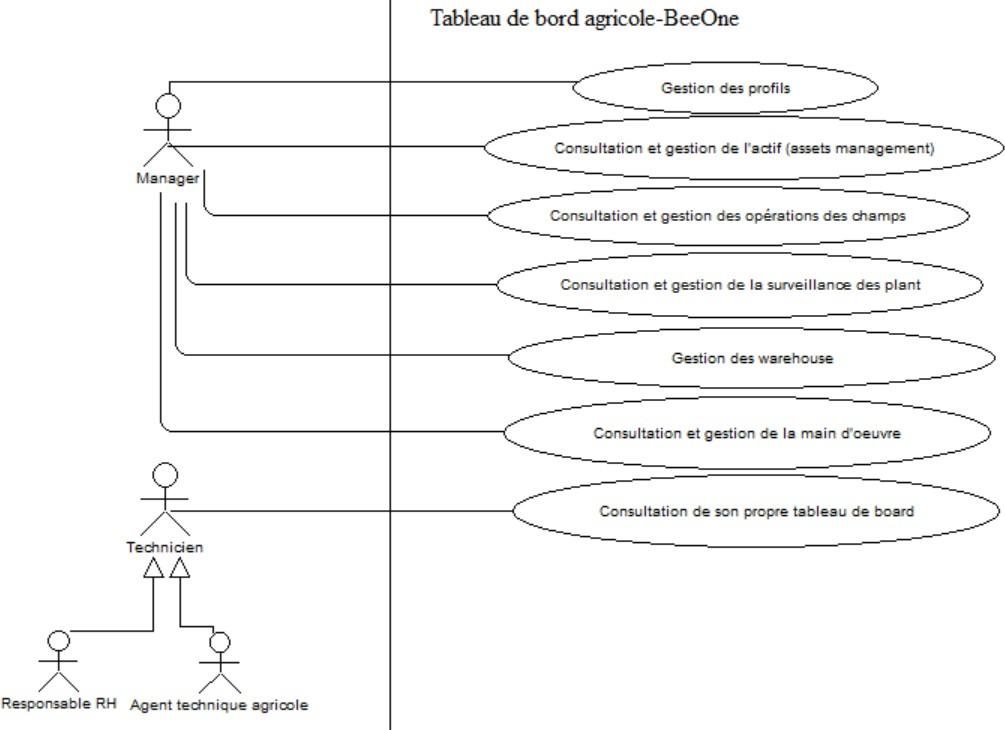 Tableau de bord agricole-BeeOne
Gestion des profils
Consultation et gestion de l'actif (assets management)
Manager
Consultation et gestion des opérations des champs
Consultation et gestion de la surveillance des plant
Gestion des warehouse
Consultation et gestion de la main d'oeuvre
Consultation de son propre tableau de board
Technicien
Responsable RH
Agent technique agricole